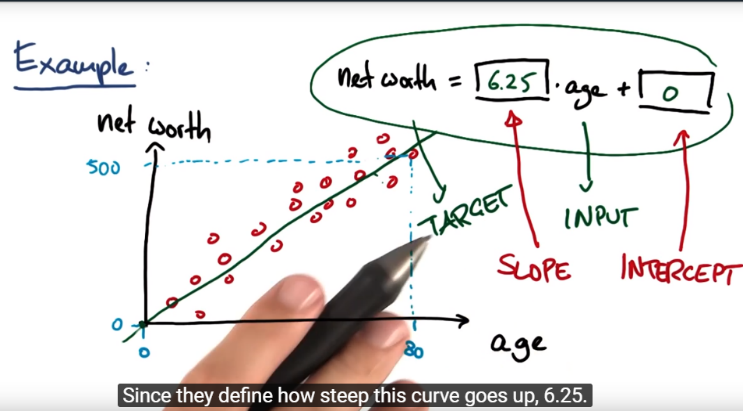 Example:
net worth = 6.25 · age + 0
net worth
500
TARGET
INPUT
SLOPE
INTERCEPT
0
0
80
age
Since they define how steep this curve goes up, 6.25.